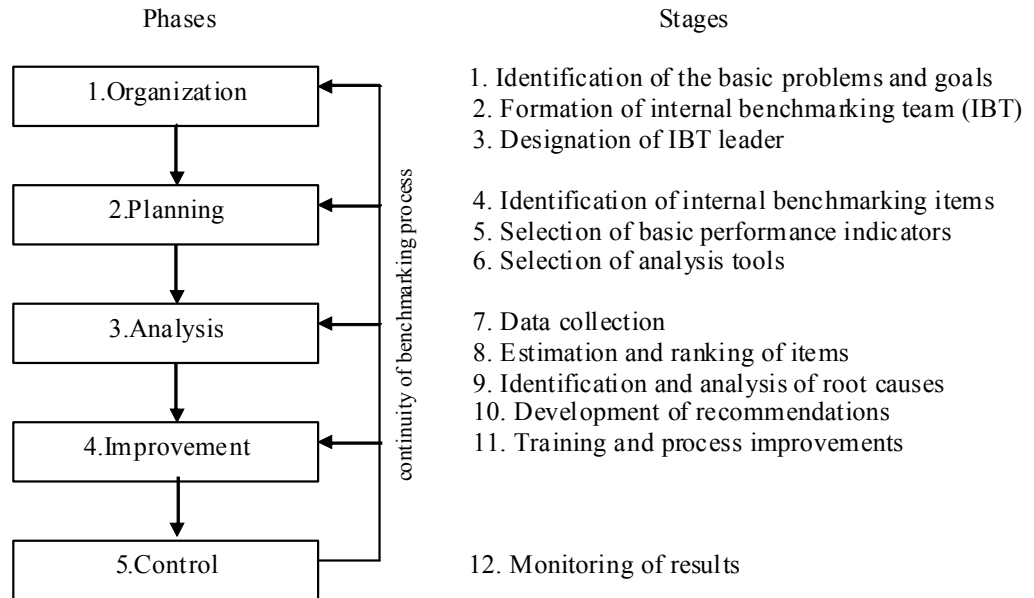 Phases
Stages
1.Organization
1. Identification of the basic problems and goals
2. Formation of internal benchmarking team (IBT)
3. Designation of IBT leader
2.Planning
4. Identification of internal benchmarking items
5. Selection of basic performance indicators
6. Selection of analysis tools
3.Analysis
7. Data collection
8. Estimation and ranking of items
9. Identification and analysis of root causes
10. Development of recommendations
4.Improvement
11. Training and process improvements
5.Control
12. Monitoring of results
continuity of benchmarking process